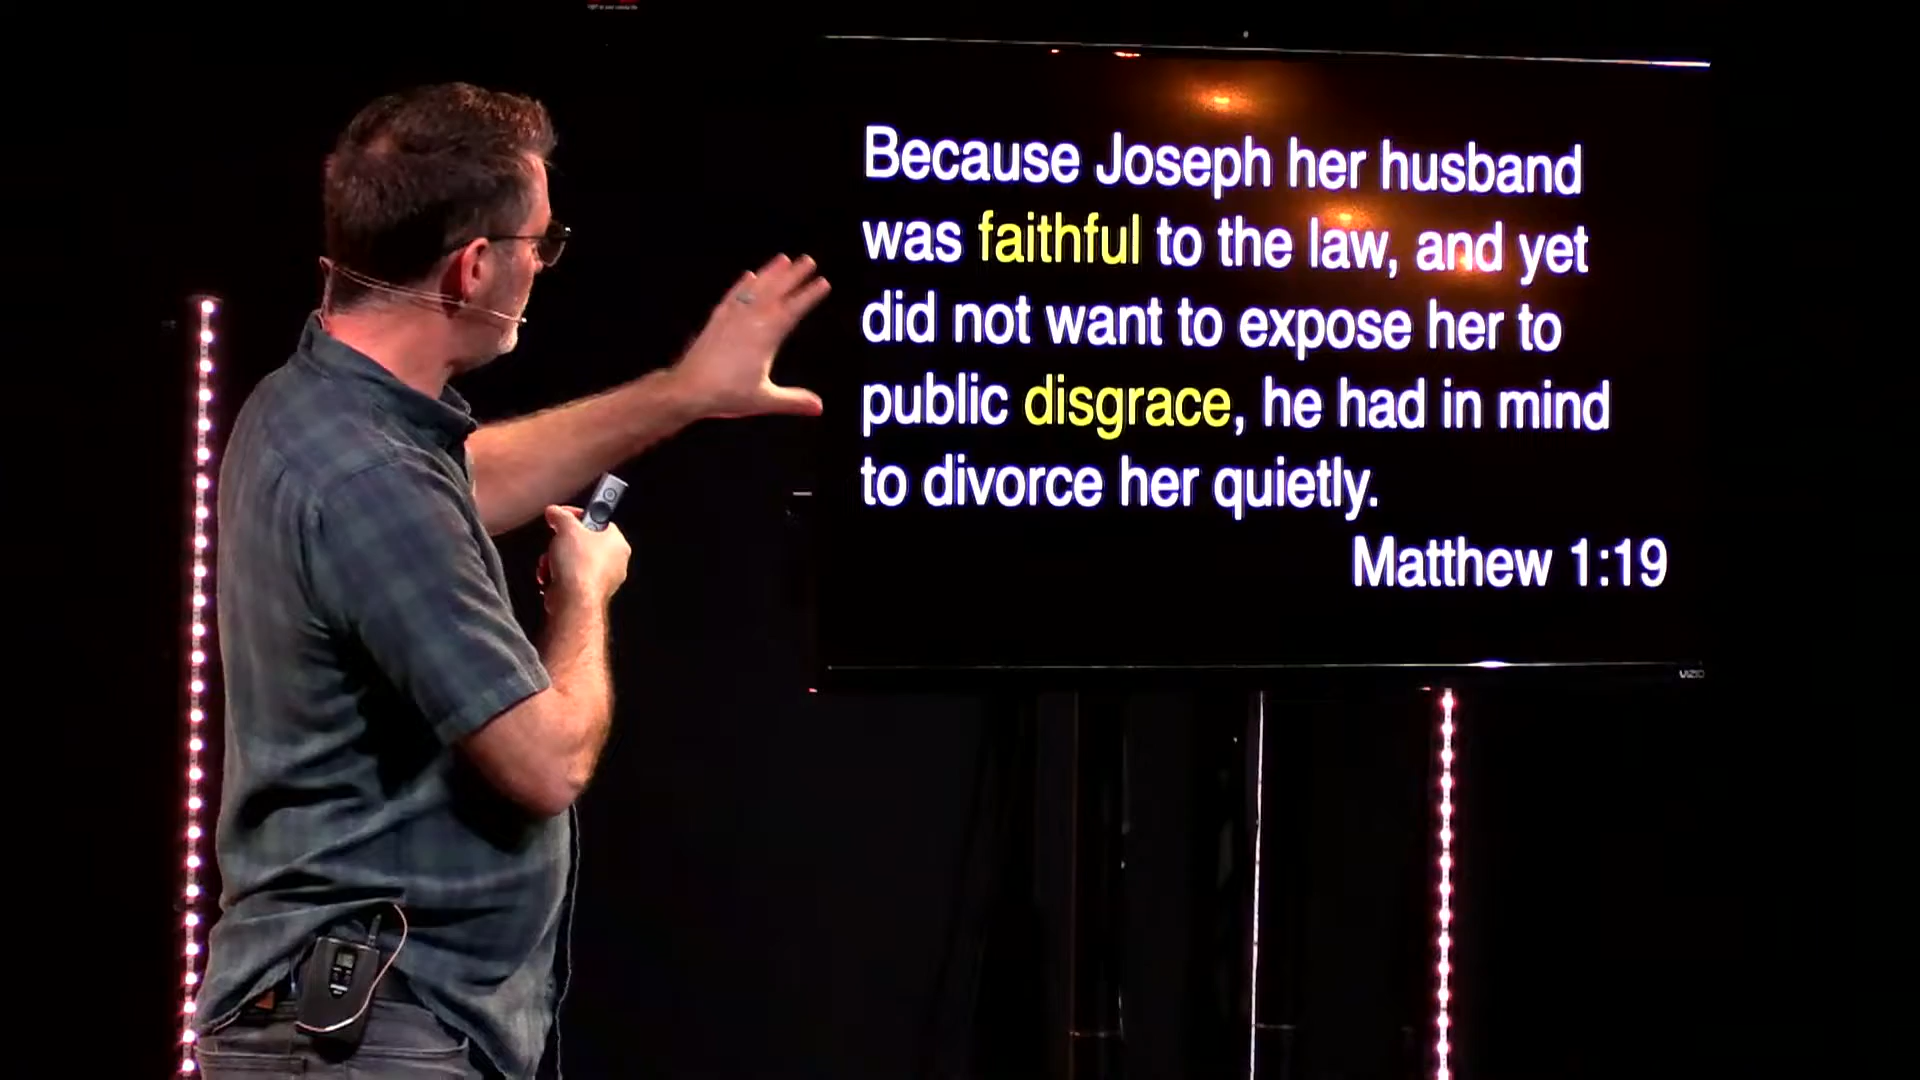 Because Joseph her husband
was faithful to the law, and yet
did not want to expose her to
public disgrace, he had in mind
to divorce her quietly.
Matthew 1:19
VIZIO